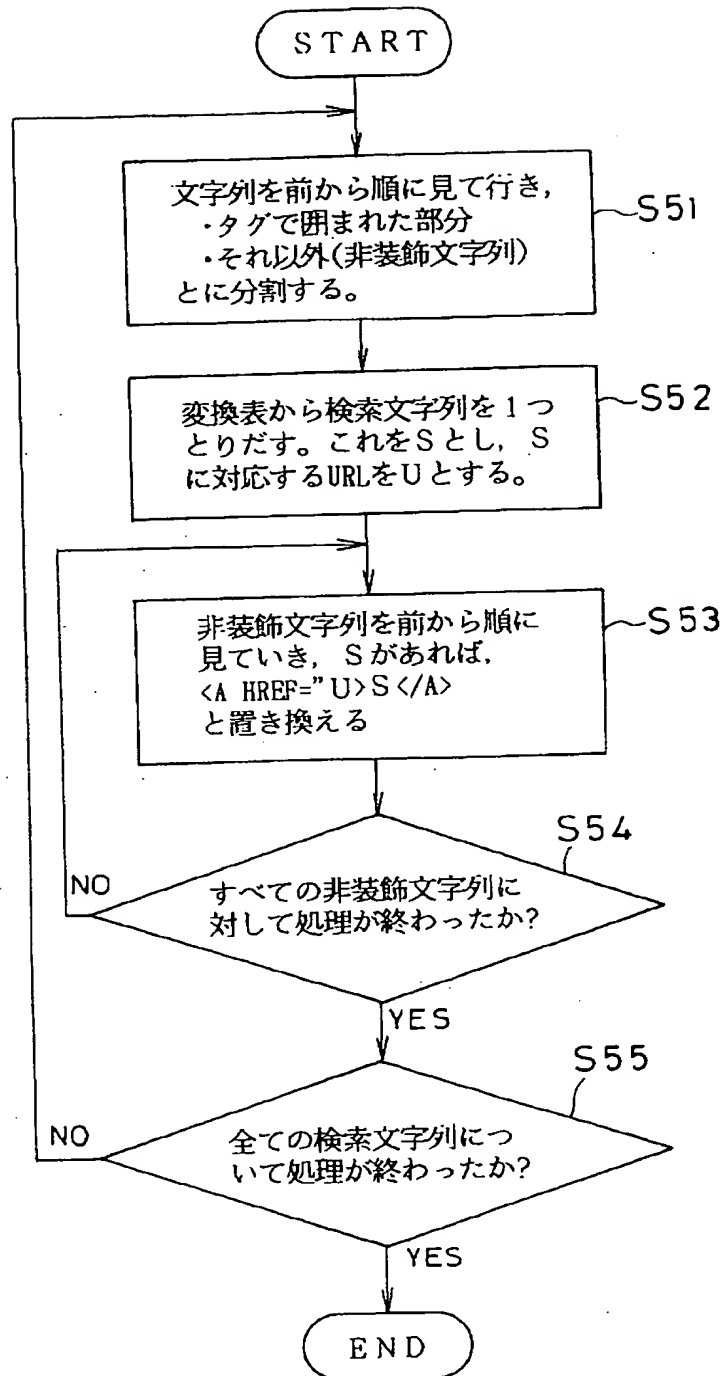 START
文字列を前から順に見て行き,
・タグで囲まれた部分
・それ以外(非装飾文字列)
とに分割する。
S51
変換表から検索文字列を1つ
とりだす。これをSとし, S
に対応するURLをUとする。
S52
非装飾文字列を前から順に
見ていき, Sがあれば,
<A HREF="U>S</A>
と置き換える
S53
すべての非装飾文字列に
対して処理が終わったか?
S54
NO
YES
全ての検索文字列につ
いて処理が終わったか?
S55
NO
YES
END